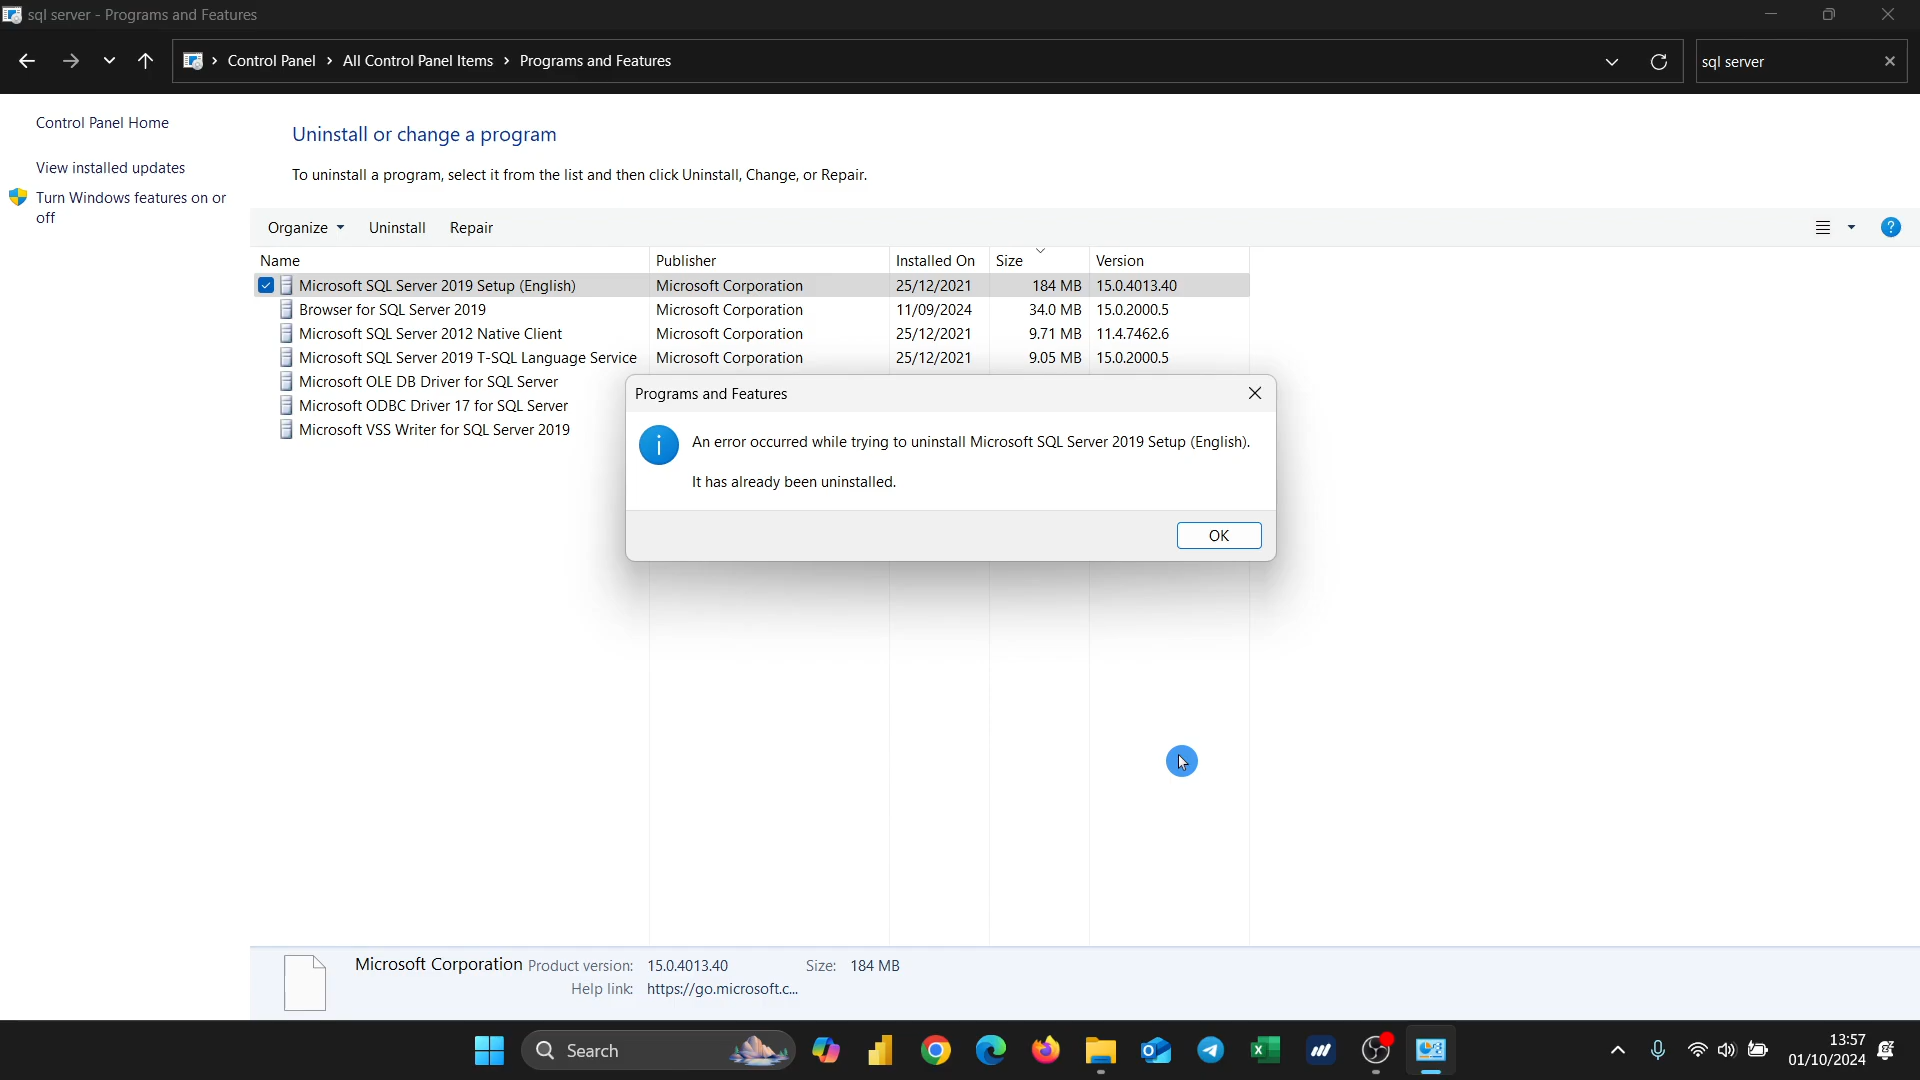 sql server - Programs and Features
Control Panel > All Control Panel Items > Programs and Features
sql server
Control Panel Home
View installed updates
Turn Windows features on or
off
Uninstall or change a program
To uninstall a program, select it from the list and then click Uninstall, Change, or Repair.
Organize Uninstall Repair
Name Publisher Installed On Size Version
Microsoft SQL Server 2019 Setup (English) Microsoft Corporation 25/12/2021 184 MB 15.0.4013.40
Browser for SQL Server 2019 Microsoft Corporation 11/09/2024 34.0 MB 15.0.2000.5
Microsoft SQL Server 2012 Native Client Microsoft Corporation 25/12/2021 9.71 MB 11.4.7462.6
Microsoft SQL Server 2019 T-SQL Language Service Microsoft Corporation 25/12/2021 9.05 MB 15.0.2000.5
Microsoft OLE DB Driver for SQL Server
Microsoft ODBC Driver 17 for SQL Server
Microsoft VSS Writer for SQL Server 2019
Programs and Features
An error occurred while trying to uninstall Microsoft SQL Server 2019 Setup (English).
It has already been uninstalled.
OK
Microsoft Corporation Product version: 15.0.4013.40 Size: 184 MB
Help link: https://go.microsoft.c...
Search
13:57
01/10/2024